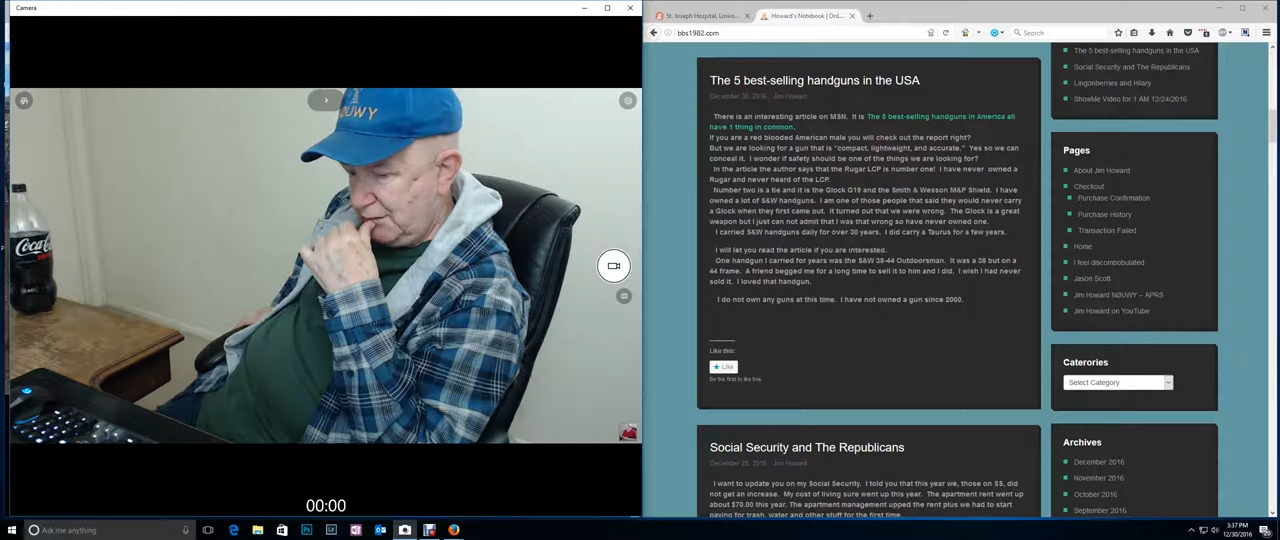 Camera
NØUWY
Coca-Cola
00:00
St. Joseph Hospital, Linwo...
Howard's Notebook | OnL...
bbs1982.com
Search
The 5 best-selling handguns in the USA
December 30, 2016 Jim Howard
There is an interesting article on MSN. It is The 5 best-selling handguns in America all
have 1 thing in common.
If you are a red blooded American male you will check out the report right?
But we are looking for a gun that is “compact, lightweight, and accurate.” Yes so we can
conceal it. I wonder if safety should be one of the things we are looking for?
In the article the author says that the Rugar LCP is number one! I have never owned a
Rugar and never heard of the LCP.
Number two is a tie and it is the Glock G19 and the Smith & Wesson M&P Shield. I have
owned a lot of S&W handguns. I am one of those people that said they would never carry
a Glock when they first came out. It turned out that we were wrong. The Glock is a great
weapon but I just can not admit that I was that wrong so have never owned one.
I carried S&W handguns daily for over 30 years. I did carry a Taurus for a few years.
I will let you read the article if you are interested.
One handgun I carried for years was the S&W 38-44 Outdoorsman. It was a 38 but on a
44 frame. A friend begged me for a long time to sell it to him and I did. I wish I had never
sold it. I loved that handgun.
I do not own any guns at this time. I have not owned a gun since 2000.
Like this:
Like
Be the first to like this
Social Security and The Republicans
December 25, 2016 Jim Howard
I want to update you on my Social Security. I told you that this year we, those on SS, did
not get an increase. My cost of living sure went up this year. The apartment rent went up
about $70.00 this year. The apartment management upped the rent plus we had to start
paying for trash, water and other stuff for the first time.
The 5 best-selling handguns in the USA
Social Security and The Republicans
Lingonberries and Hilary
ShowMe Video for 1 AM 12/24/2016
Pages
About Jim Howard
Checkout
Purchase Confirmation
Purchase History
Transaction Failed
Home
I feel discombobulated
Jason Scott
Jim Howard NØUWY – APRS
Jim Howard on YouTube
Caterories
Select Category
Archives
December 2016
November 2016
October 2016
September 2016
Ask me anything
3:37 PM
12/30/2016